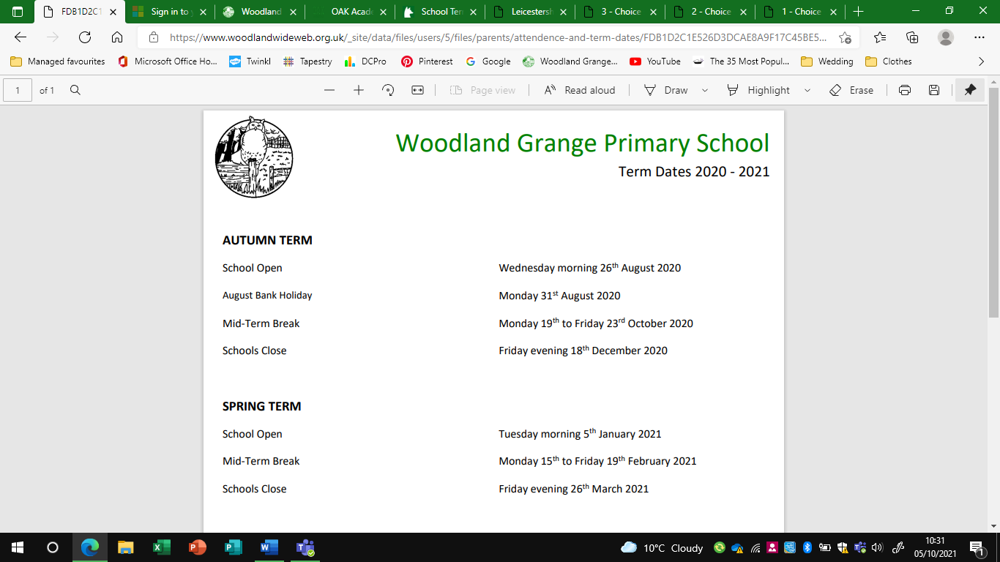 FDB1D2C1
Sign in to y
Woodland
OAK Acade
School Ter
Leicestersh
3 - Choice
2 - Choice
1 - Choice
https://www.woodlandwideweb.org.uk/_site/data/files/users/5/files/parents/attendence-and-term-dates/FDB1D2C1E526D3DCAE8A9F17C45BE5...
Managed favourites
Microsoft Office Ho...
Twinkl
Tapestry
DCPro
Pinterest
Google
Woodland Grange...
YouTube
The 35 Most Popul...
Wedding
Clothes
1 of 1
Page view
Read aloud
Draw
Highlight
Erase
Woodland Grange Primary School
Term Dates 2020 - 2021
AUTUMN TERM
School Open Wednesday morning 26th August 2020
August Bank Holiday Monday 31st August 2020
Mid-Term Break Monday 19th to Friday 23rd October 2020
Schools Close Friday evening 18th December 2020
SPRING TERM
School Open Tuesday morning 5th January 2021
Mid-Term Break Monday 15th to Friday 19th February 2021
Schools Close Friday evening 26th March 2021
10°C Cloudy
10:31
05/10/2021
1